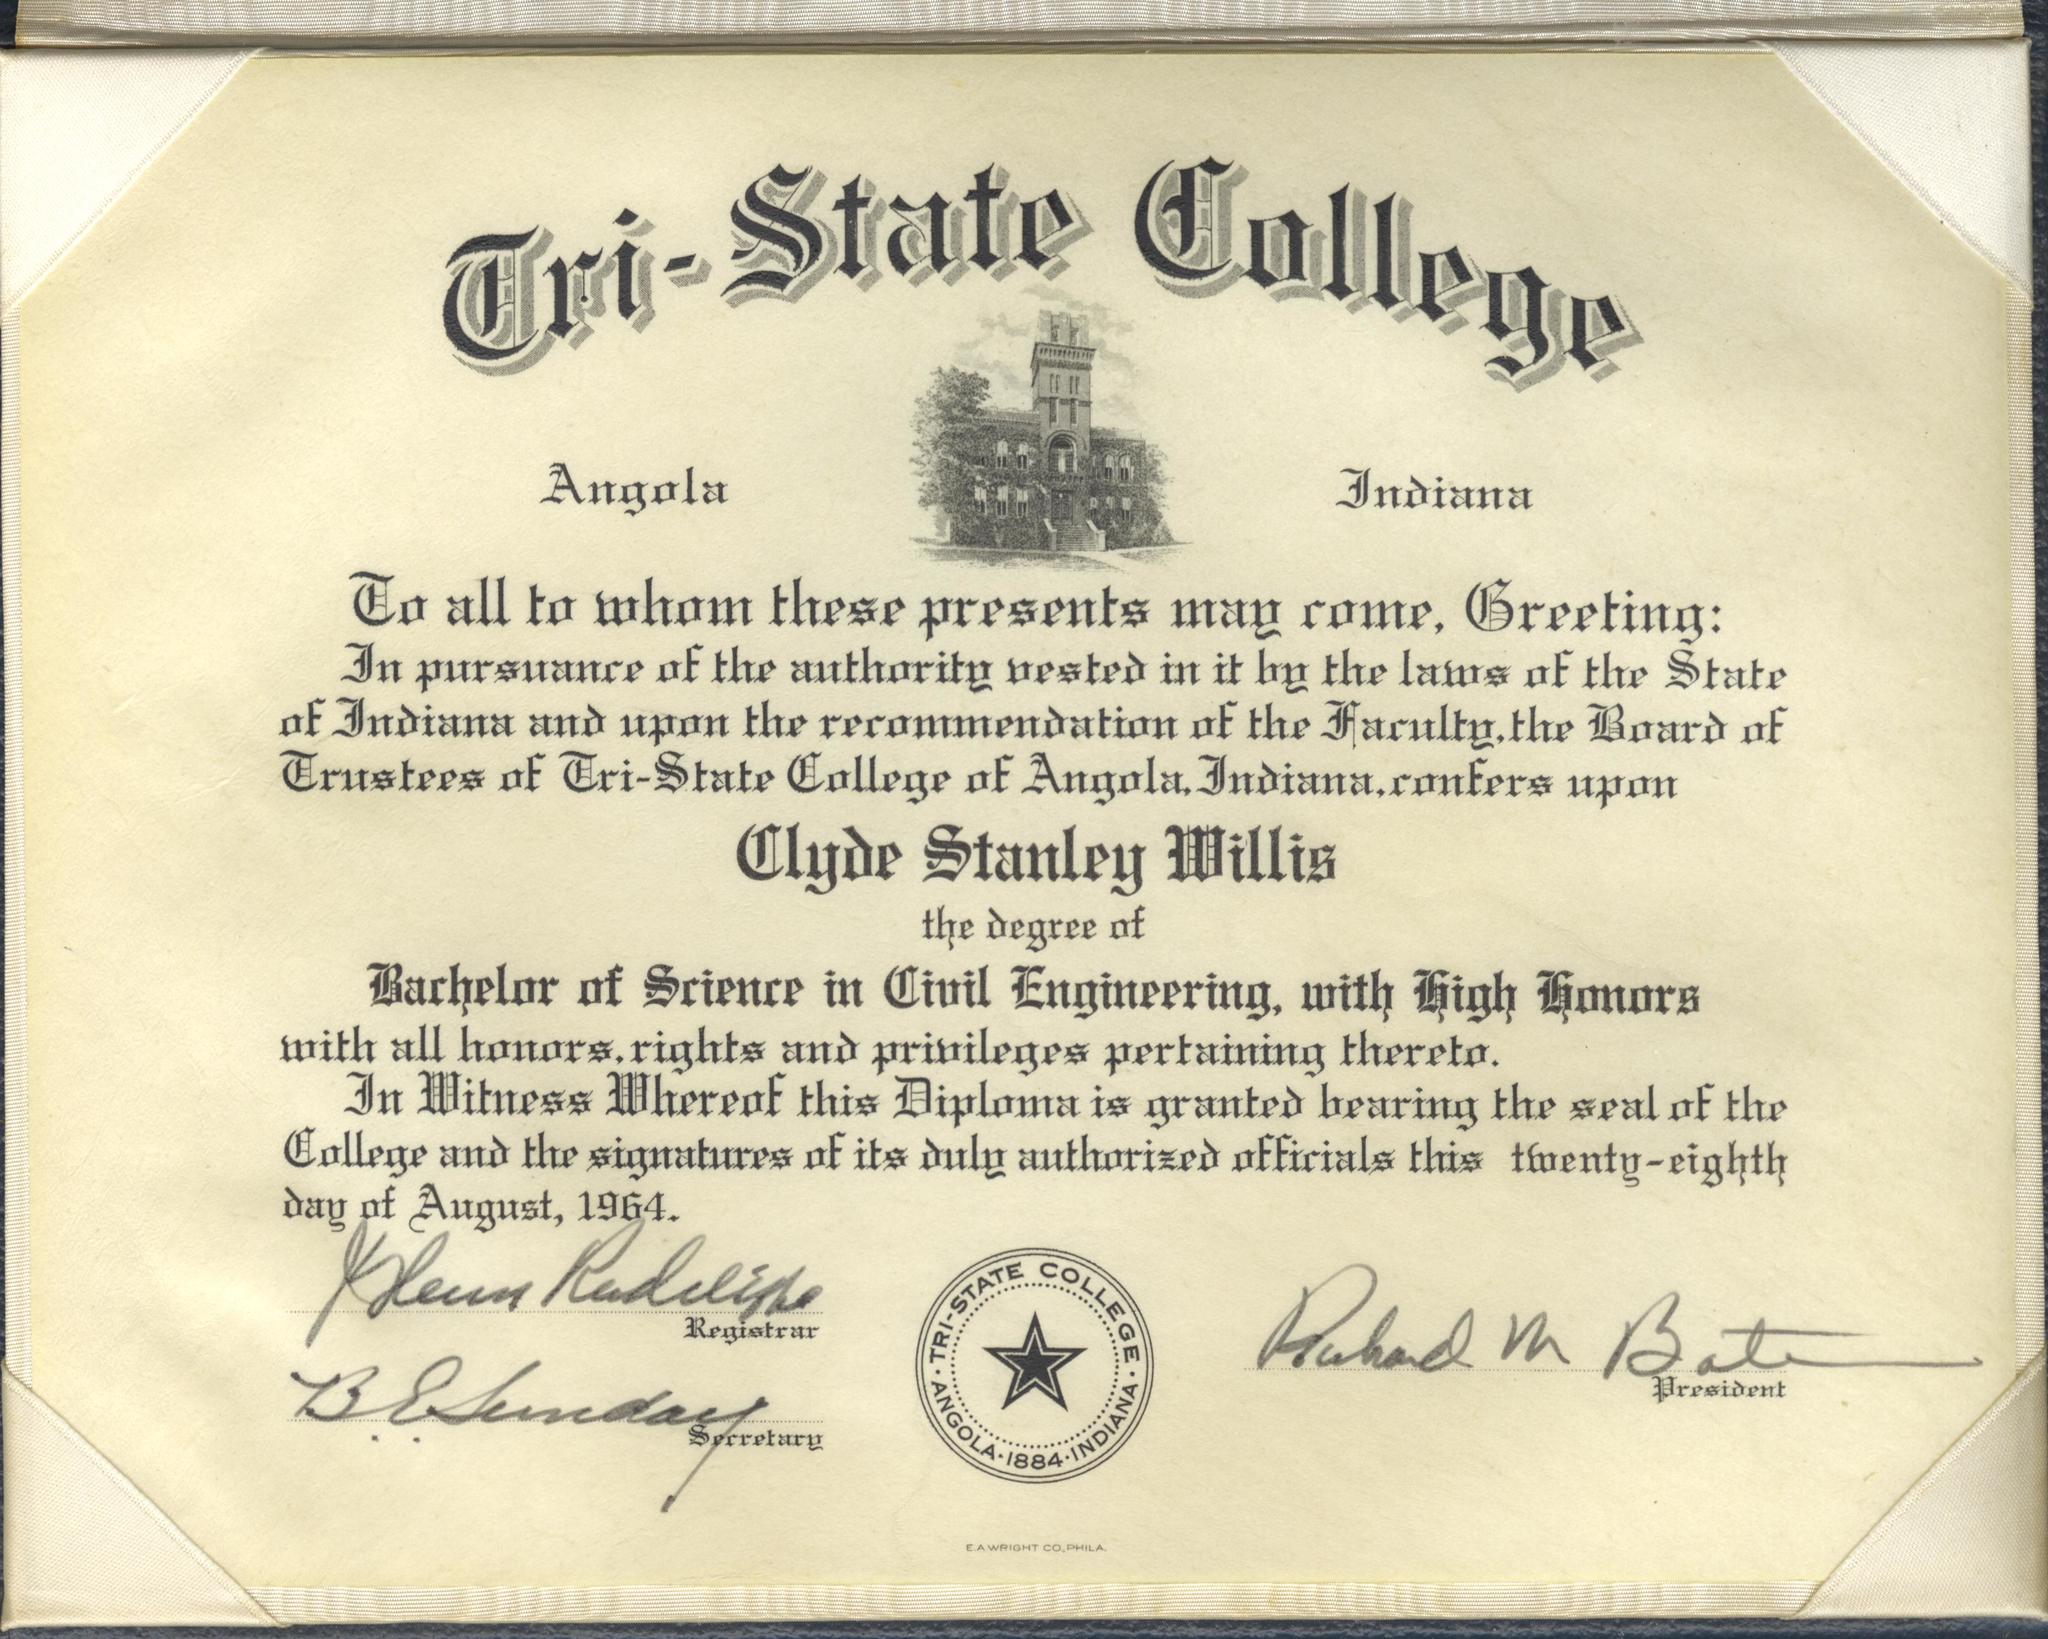 Tri-State College
Angola Indiana
To all to whom these presents may come, Greeting:
In pursuance of the authority vested in it by the laws of the State
of Indiana and upon the recommendation of the Faculty, the Board of
Trustees of Tri-State College of Angola, Indiana, confers upon
Clyde Stanley Willis
the degree of
Bachelor of Science in Civil Engineering, with High Honors
with all honors, rights and privileges pertaining thereto.
In Witness Whereof this Diploma is granted bearing the seal of the
College and the signatures of its duly authorized officials this twenty-eighth
day of August, 1964.
Glenn Radcliffe
Registrar
B. E. Sunday
Secretary
TRI-STATE COLLEGE
ANGOLA · 1884 · INDIANA
Richard M Bate
President
E.A. WRIGHT CO., PHILA.